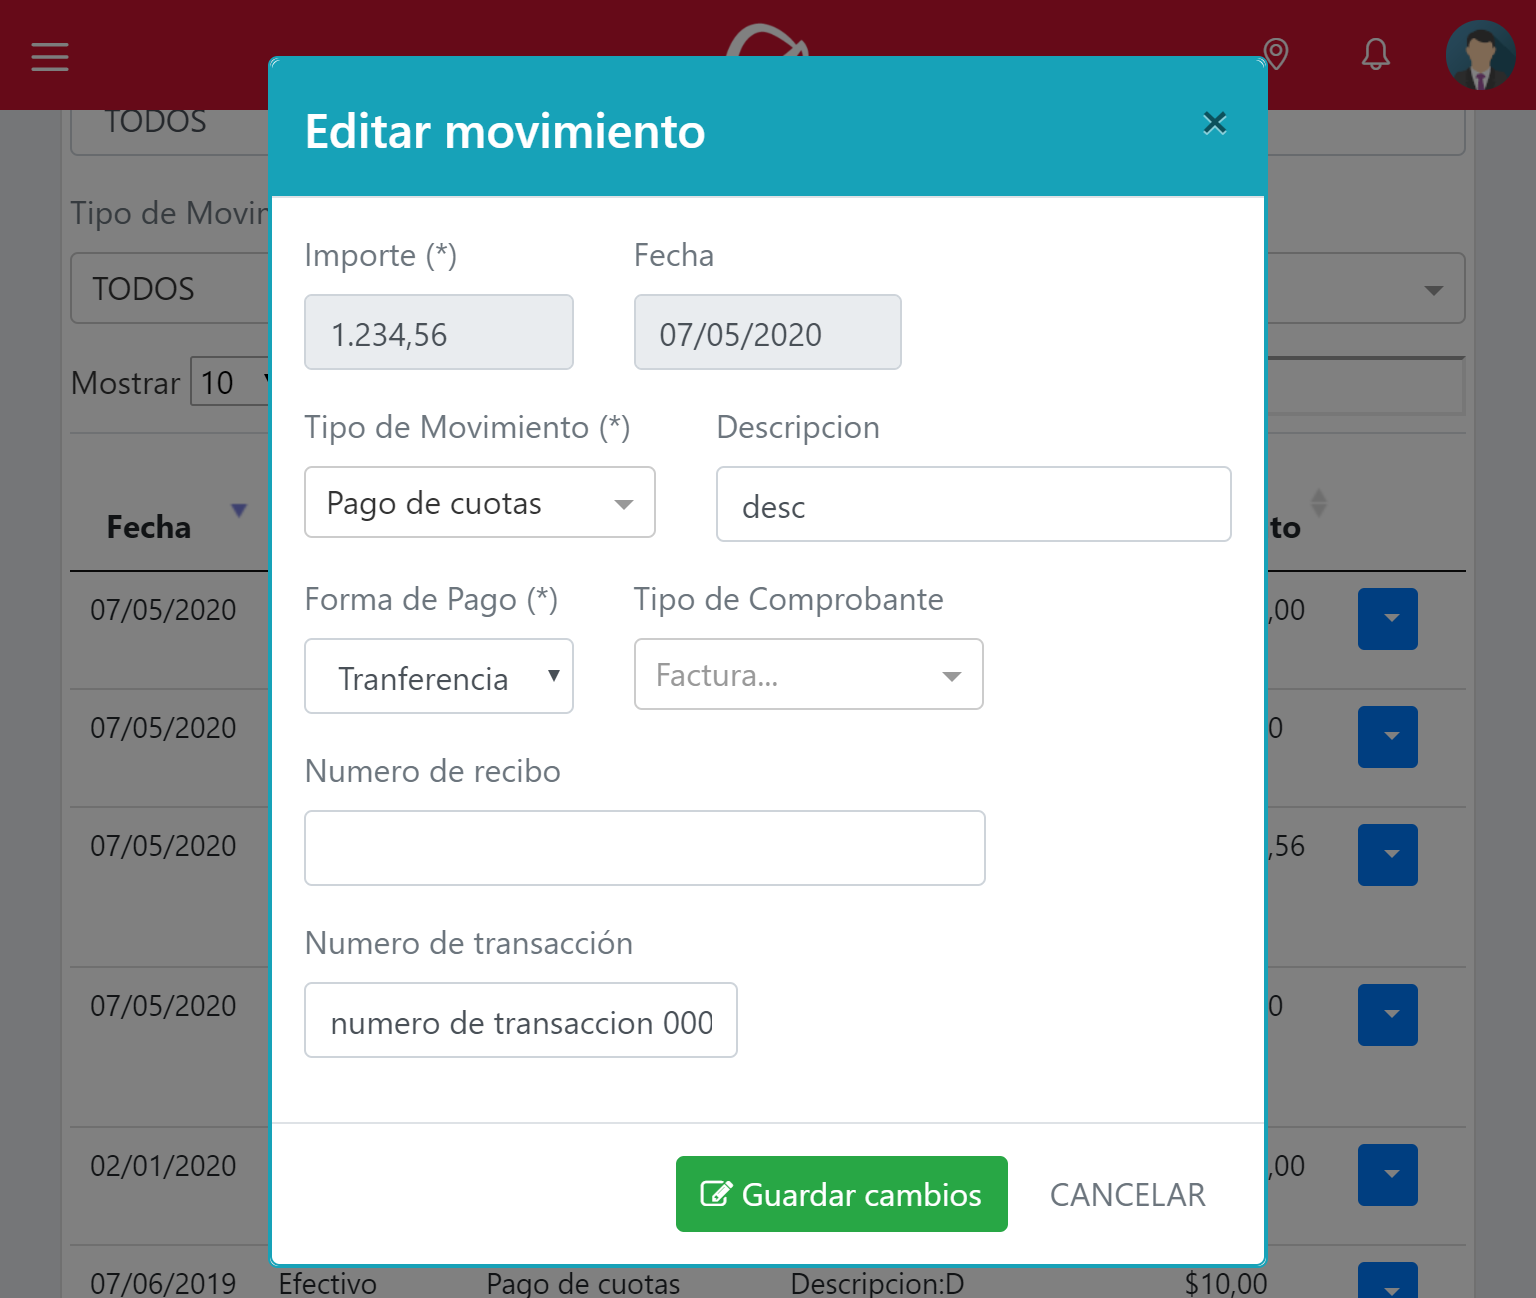 TODOS
Editar movimiento
×
Tipo de Movim
TODOS
Mostrar 10
Importe (*) Fecha
1.234,56 07/05/2020
Tipo de Movimiento (*) Descripcion
Pago de cuotas desc
Forma de Pago (*) Tipo de Comprobante
Tranferencia Factura...
Numero de recibo
Numero de transacción
numero de transaccion 000
Guardar cambios CANCELAR
Fecha to
07/05/2020 ,00
07/05/2020 0
07/05/2020 ,56
07/05/2020 0
02/01/2020 ,00
07/06/2019 Efectivo Pago de cuotas Descripcion:D $10,00